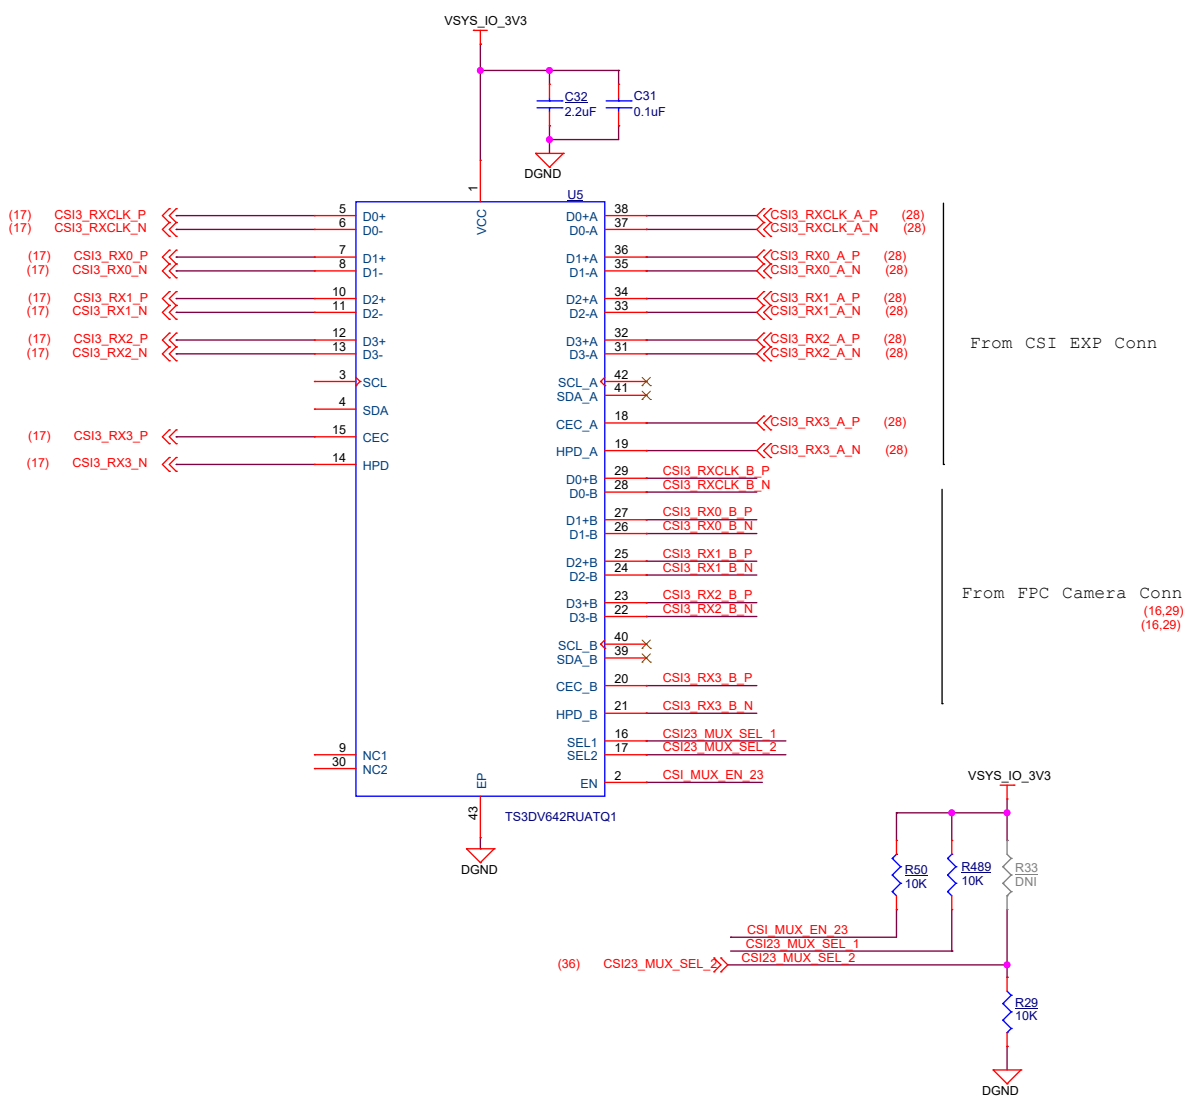 VSYS_IO_3V3
C32
2.2uF
C31
0.1uF
DGND
U5
1
VCC
(17) CSI3_RXCLK_P 5 D0+
(17) CSI3_RXCLK_N 6 D0-
(17) CSI3_RX0_P 7 D1+
(17) CSI3_RX0_N 8 D1-
(17) CSI3_RX1_P 10 D2+
(17) CSI3_RX1_N 11 D2-
(17) CSI3_RX2_P 12 D3+
(17) CSI3_RX2_N 13 D3-
3 SCL
4 SDA
(17) CSI3_RX3_P 15 CEC
(17) CSI3_RX3_N 14 HPD
9 NC1
30 NC2
D0+A 38 CSI3_RXCLK_A_P (28)
D0-A 37 CSI3_RXCLK_A_N (28)
D1+A 36 CSI3_RX0_A_P (28)
D1-A 35 CSI3_RX0_A_N (28)
D2+A 34 CSI3_RX1_A_P (28)
D2-A 33 CSI3_RX1_A_N (28)
D3+A 32 CSI3_RX2_A_P (28)
D3-A 31 CSI3_RX2_A_N (28)
SCL_A 42
SDA_A 41
CEC_A 18 CSI3_RX3_A_P (28)
HPD_A 19 CSI3_RX3_A_N (28)
From CSI EXP Conn
D0+B 29 CSI3_RXCLK_B_P
D0-B 28 CSI3_RXCLK_B_N
D1+B 27 CSI3_RX0_B_P
D1-B 26 CSI3_RX0_B_N
D2+B 25 CSI3_RX1_B_P
D2-B 24 CSI3_RX1_B_N
D3+B 23 CSI3_RX2_B_P
D3-B 22 CSI3_RX2_B_N
SCL_B 40
SDA_B 39
CEC_B 20 CSI3_RX3_B_P
HPD_B 21 CSI3_RX3_B_N
From FPC Camera Conn
(16,29)
(16,29)
SEL1 16 CSI23_MUX_SEL_1
SEL2 17 CSI23_MUX_SEL_2
EN 2 CSI_MUX_EN_23
EP
43
TS3DV642RUATQ1
DGND
VSYS_IO_3V3
R50
10K
R489
10K
R33
DNI
CSI_MUX_EN_23
CSI23_MUX_SEL_1
(36) CSI23_MUX_SEL_2 CSI23_MUX_SEL_2
R29
10K
DGND